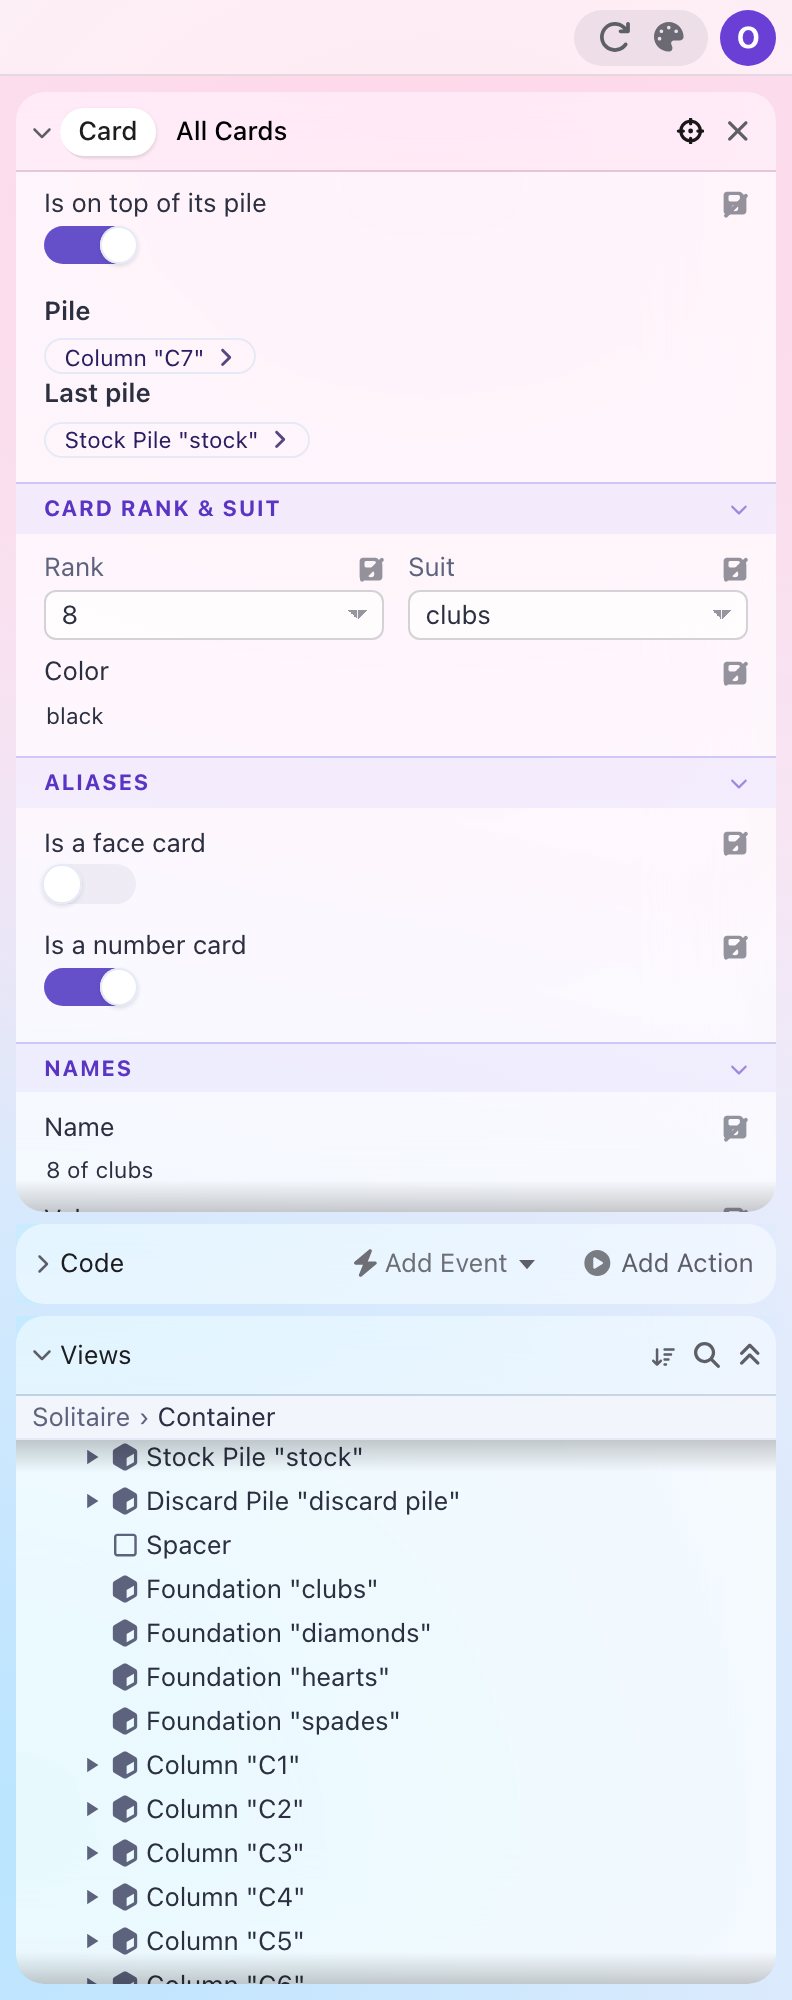 O
Card All Cards
Is on top of its pile
Pile
Column "C7"
Last pile
Stock Pile "stock"
CARD RANK & SUIT
Rank Suit
8 clubs
Color
black
ALIASES
Is a face card
Is a number card
NAMES
Name
8 of clubs
Code Add Event Add Action
Views
Solitaire › Container
Stock Pile "stock"
Discard Pile "discard pile"
Spacer
Foundation "clubs"
Foundation "diamonds"
Foundation "hearts"
Foundation "spades"
Column "C1"
Column "C2"
Column "C3"
Column "C4"
Column "C5"
Column "C6"